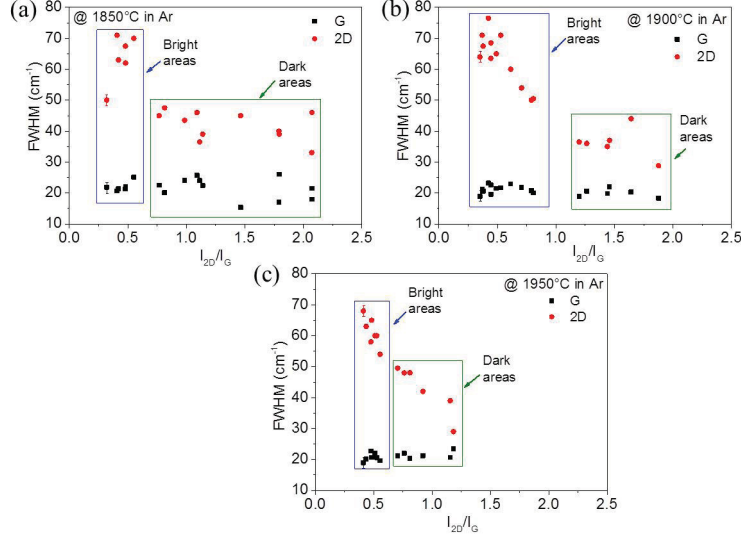 (a)
@ 1850°C in Ar
G
2D
Bright
areas
Dark
areas
FWHM (cm⁻¹)
80
70
60
50
40
30
20
10
0.0 0.5 1.0 1.5 2.0 2.5
I2D/IG
(b)
@ 1900°C in Ar
G
2D
Bright
areas
Dark
areas
FWHM (cm⁻¹)
80
70
60
50
40
30
20
10
0.0 0.5 1.0 1.5 2.0 2.5
I2D/IG
(c)
@ 1950°C in Ar
G
2D
Bright
areas
Dark
areas
FWHM (cm⁻¹)
80
70
60
50
40
30
20
10
0.0 0.5 1.0 1.5 2.0 2.5
I2D/IG